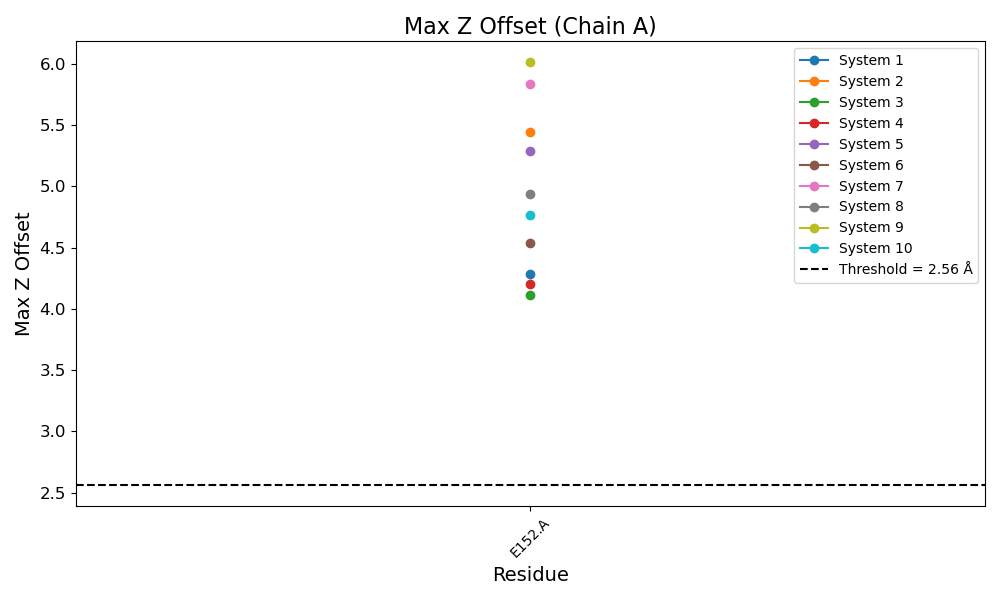 Max Z Offset (Chain A)
Max Z Offset
6.0
5.5
5.0
4.5
4.0
3.5
3.0
2.5
System 1
System 2
System 3
System 4
System 5
System 6
System 7
System 8
System 9
System 10
Threshold = 2.56 Å
E152.A
Residue